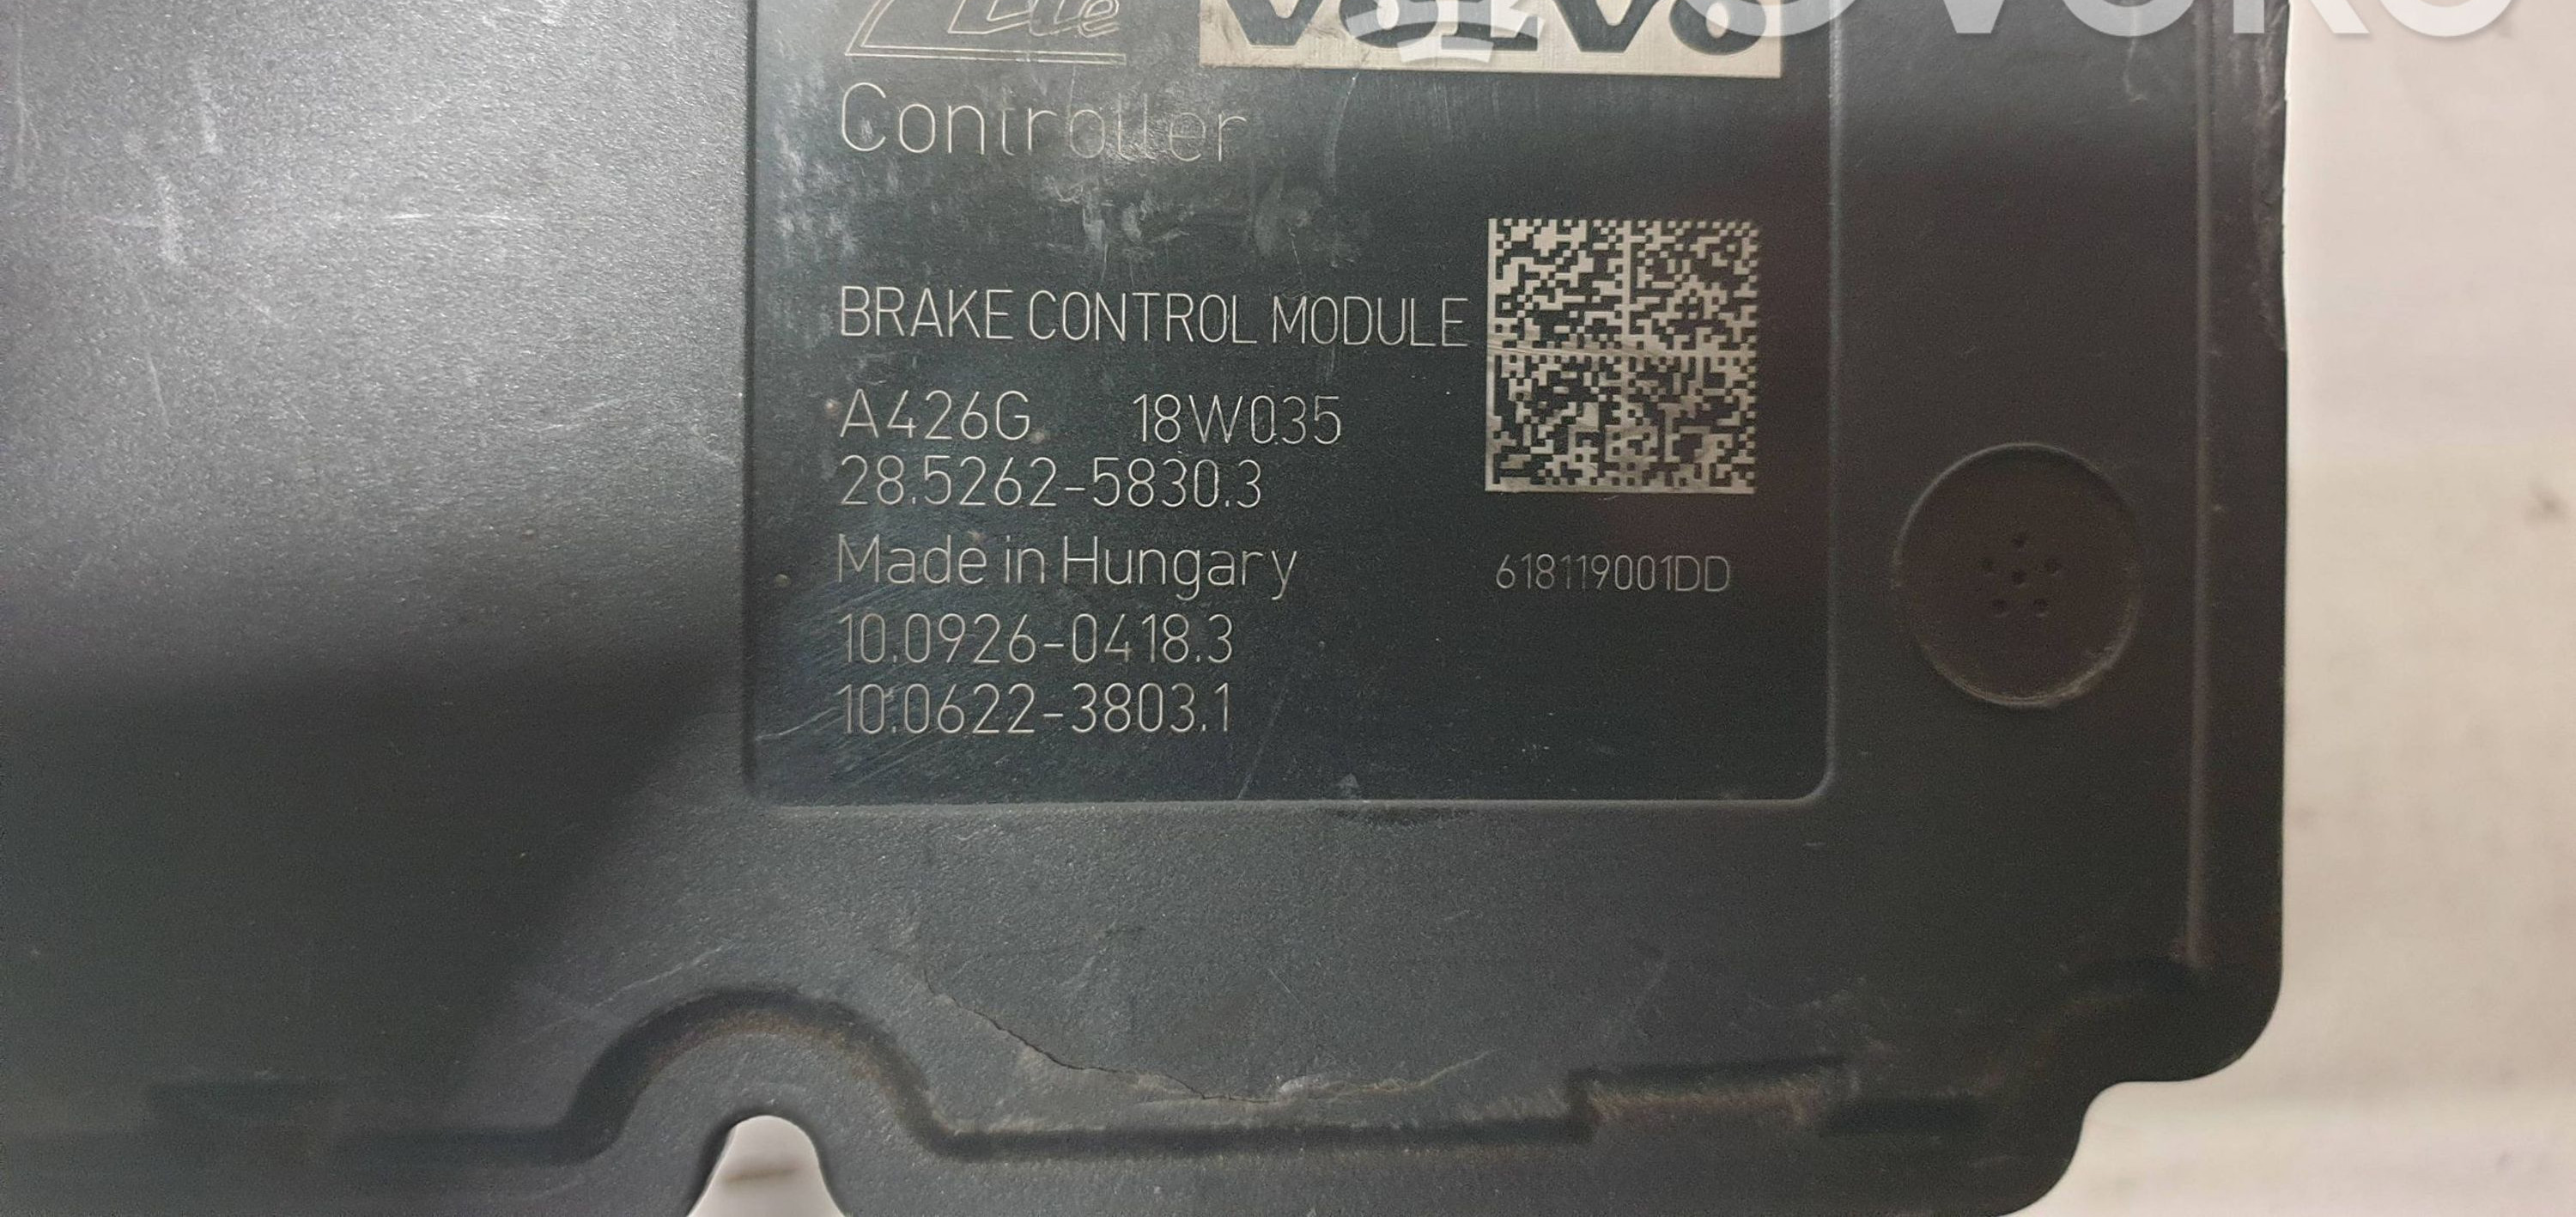 Ate VOLVO
Controller
BRAKE CONTROL MODULE
A426G 18W035
28.5262-5830.3
Made in Hungary
618119001DD
10.0926-0418.3
10.0622-3803.1